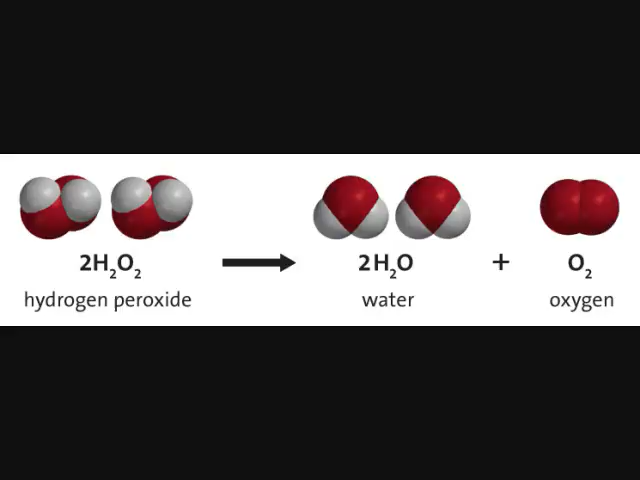 2H₂O₂ 2H₂O + O₂
hydrogen peroxide water oxygen